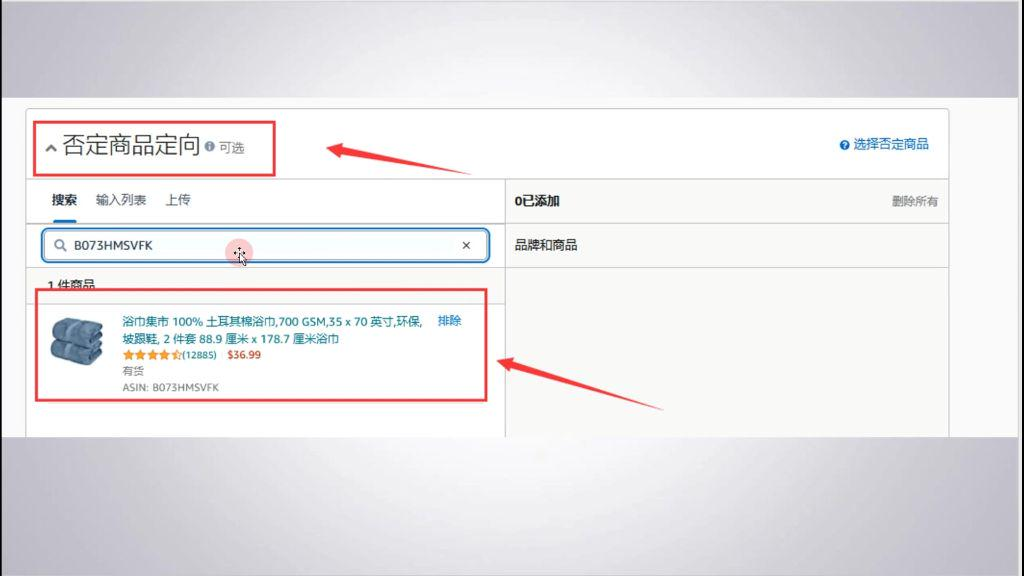 否定商品定向 可选
选择否定商品
搜索 输入列表 上传
0已添加 删除所有
B073HMSVFK
品牌和商品
1 件商品
浴巾集市 100% 土耳其棉浴巾,700 GSM,35 x 70 英寸,环保, 排除
坡跟鞋, 2 件套 88.9 厘米 x 178.7 厘米浴巾
(12885) $36.99
有货
ASIN: B073HMSVFK